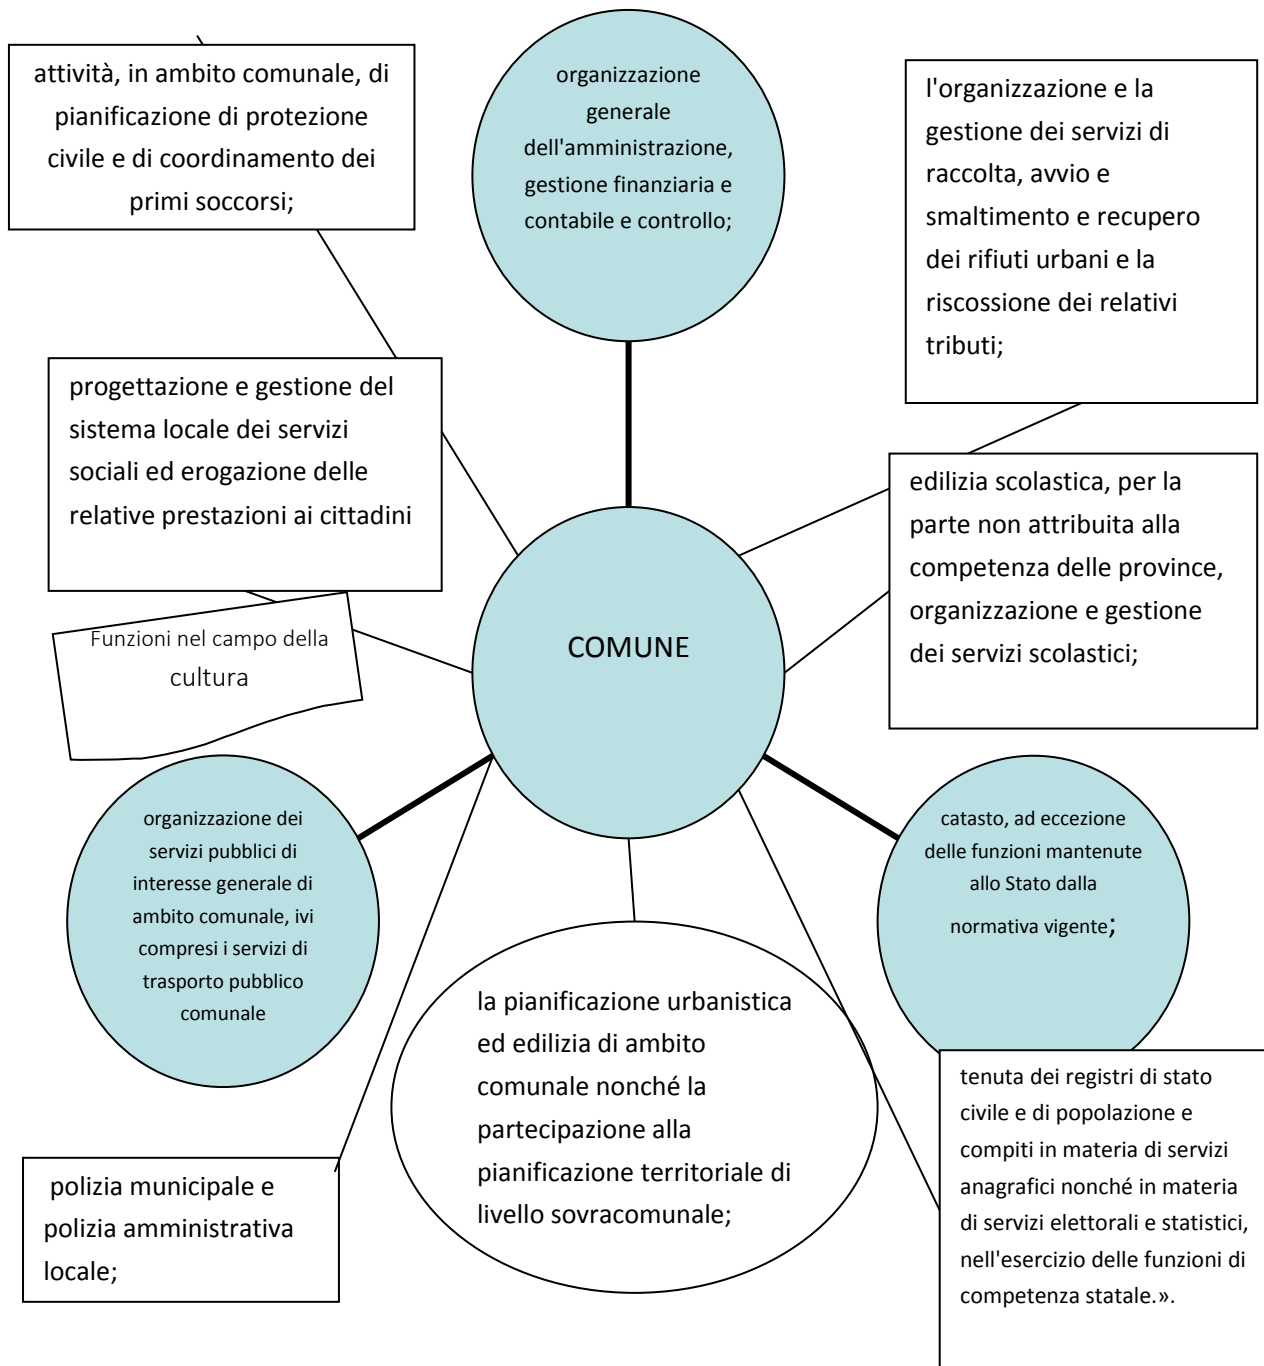 attività, in ambito comunale, di
pianificazione di protezione
civile e di coordinamento dei
primi soccorsi;
organizzazione
generale
dell'amministrazione,
gestione finanziaria e
contabile e controllo;
l'organizzazione e la
gestione dei servizi di
raccolta, avvio e
smaltimento e recupero
dei rifiuti urbani e la
riscossione dei relativi
tributi;
progettazione e gestione del
sistema locale dei servizi
sociali ed erogazione delle
relative prestazioni ai cittadini
edilizia scolastica, per la
parte non attribuita alla
competenza delle province,
organizzazione e gestione
dei servizi scolastici;
COMUNE
Funzioni nel campo della
cultura
organizzazione dei
servizi pubblici di
interesse generale di
ambito comunale, ivi
compresi i servizi di
trasporto pubblico
comunale
catasto, ad eccezione
delle funzioni mantenute
allo Stato dalla
normativa vigente;
la pianificazione urbanistica
ed edilizia di ambito
comunale nonché la
partecipazione alla
pianificazione territoriale di
livello sovracomunale;
polizia municipale e
polizia amministrativa
locale;
tenuta dei registri di stato
civile e di popolazione e
compiti in materia di servizi
anagrafici nonché in materia
di servizi elettorali e statistici,
nell'esercizio delle funzioni di
competenza statale.».